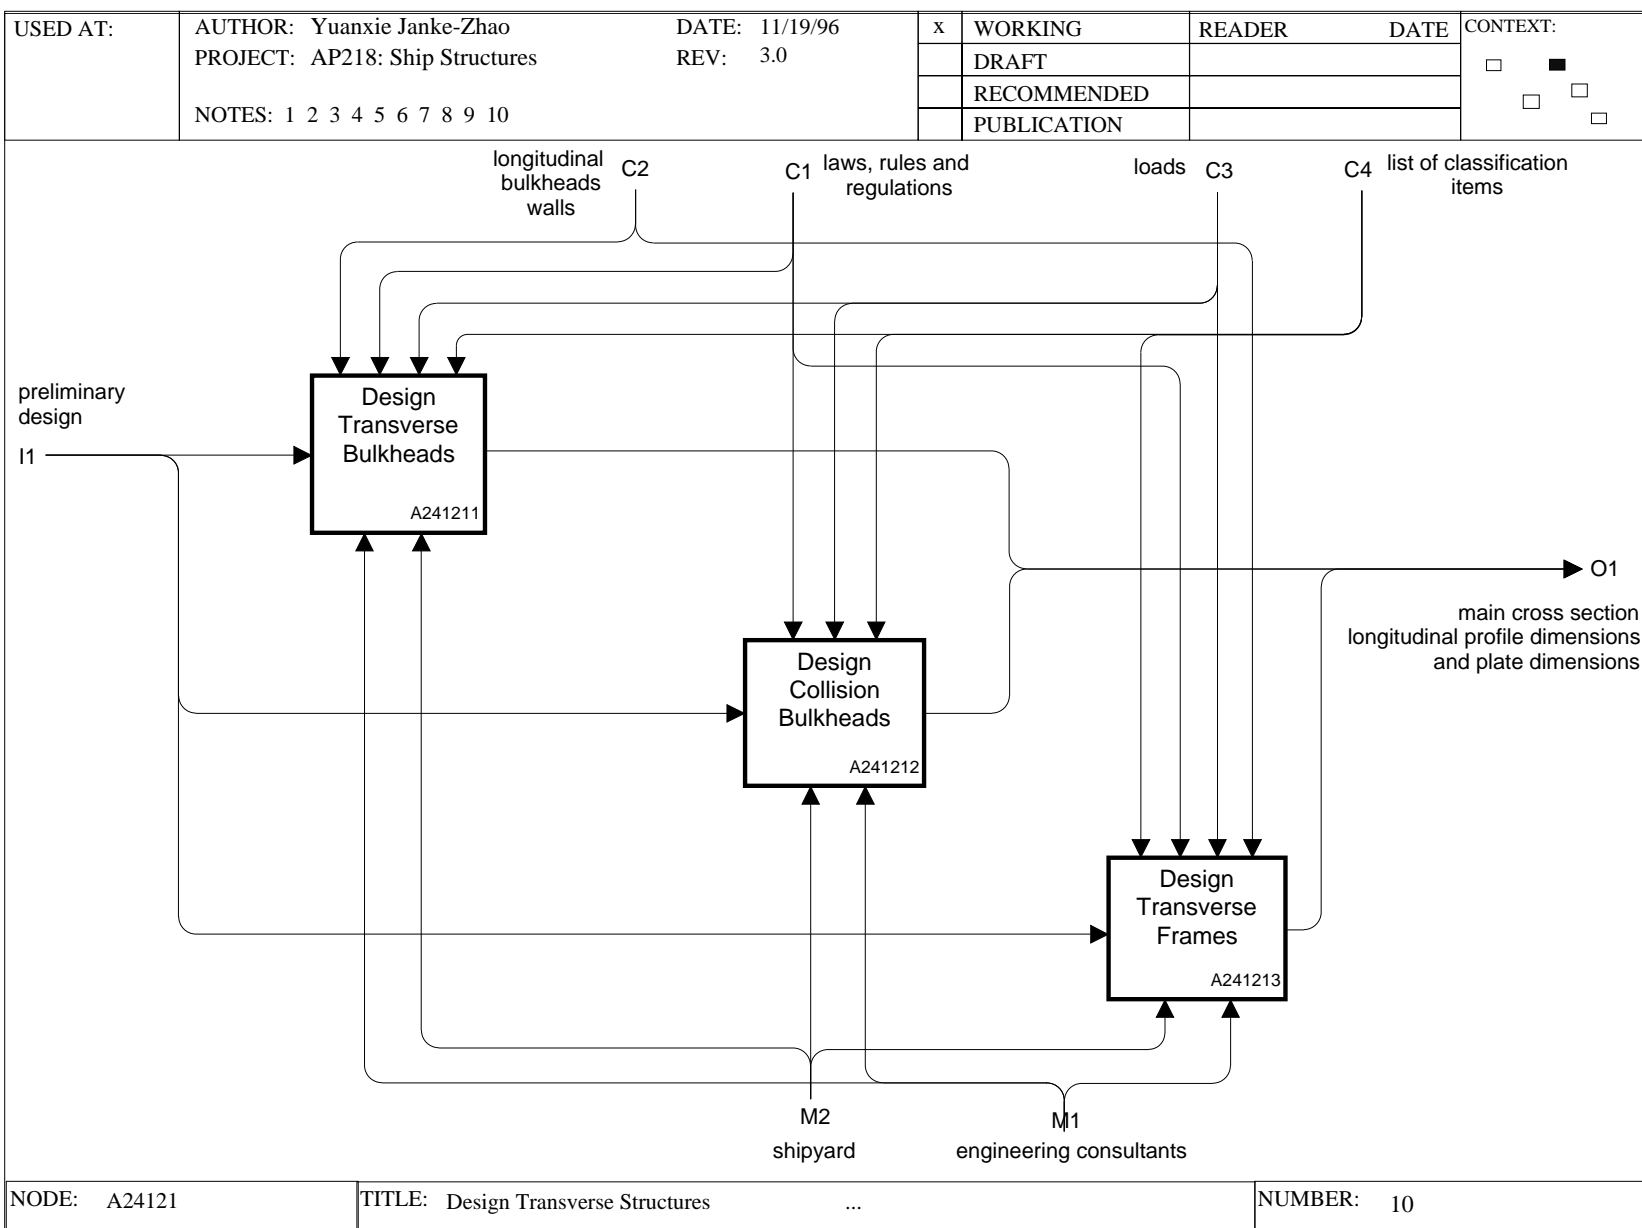 USED AT:
AUTHOR: Yuanxie Janke-Zhao
DATE: 11/19/96
PROJECT: AP218: Ship Structures
REV: 3.0
NOTES: 1 2 3 4 5 6 7 8 9 10
x WORKING
DRAFT
RECOMMENDED
PUBLICATION
READER DATE
CONTEXT:
longitudinal
bulkheads
walls
C2
C1
laws, rules and
regulations
loads
C3
C4
list of classification
items
preliminary
design
I1
Design
Transverse
Bulkheads
A241211
O1
main cross section
longitudinal profile dimensions
and plate dimensions
Design
Collision
Bulkheads
A241212
Design
Transverse
Frames
A241213
M2
shipyard
M1
engineering consultants
NODE: A24121
TITLE: Design Transverse Structures ...
NUMBER: 10